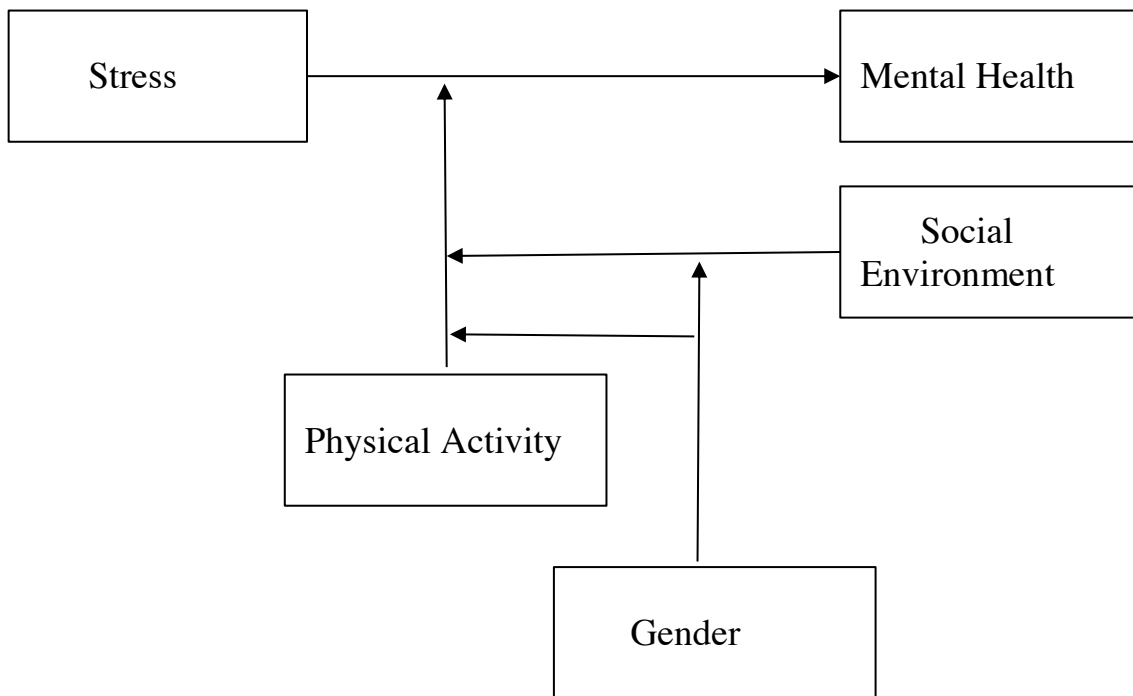 Stress
Mental Health
Social
Environment
Physical Activity
Gender